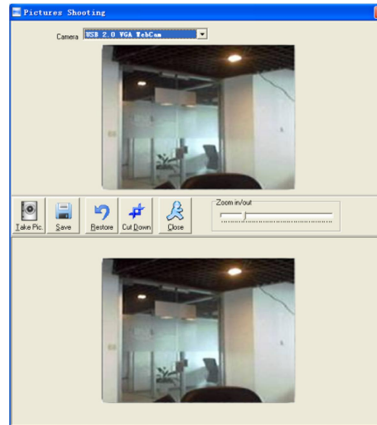 Pictures Shooting
Camera USB 2.0 VGA WebCam
Zoom in/out
Take Pic. Save Restore Cut Down Close